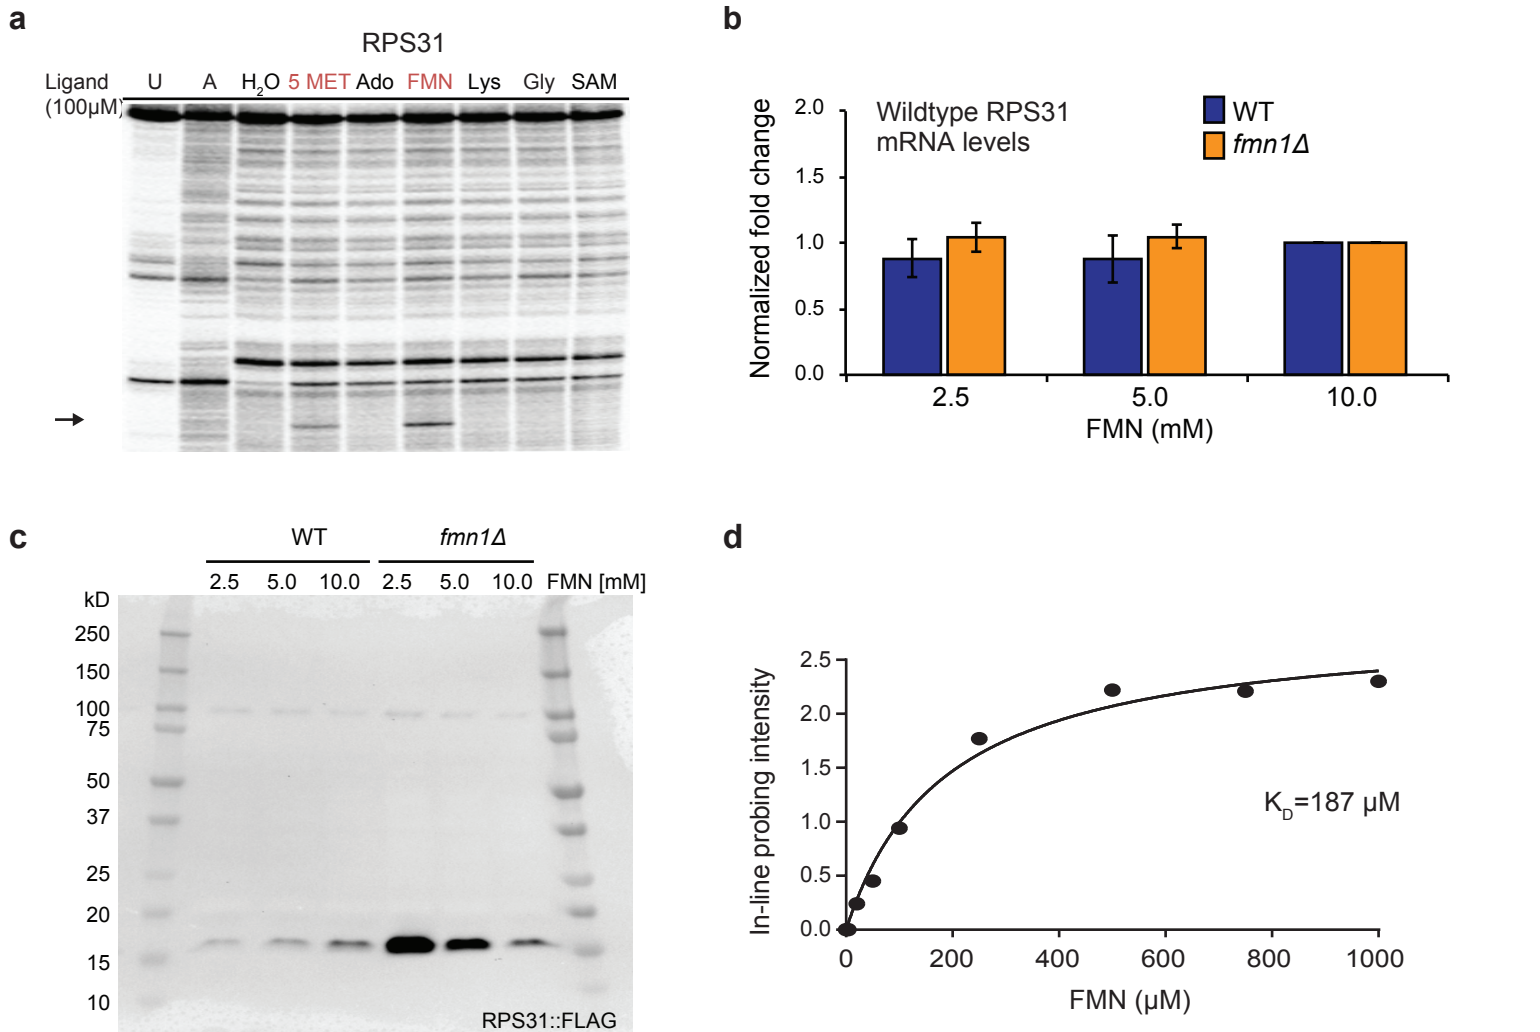 a
RPS31
Ligand U A H₂O 5 MET Ado FMN Lys Gly SAM
(100µM)
b
Normalized fold change
2.0
1.5
1.0
0.5
0.0
Wildtype RPS31
mRNA levels
WT
fmn1Δ
2.5 5.0 10.0
FMN (mM)
c
WT fmn1Δ
2.5 5.0 10.0 2.5 5.0 10.0 FMN [mM]
kD
250
150
100
75
50
37
25
20
15
10
RPS31::FLAG
d
In-line probing intensity
2.5
2.0
1.5
1.0
0.5
0.0
K_D=187 µM
0 200 400 600 800 1000
FMN (µM)